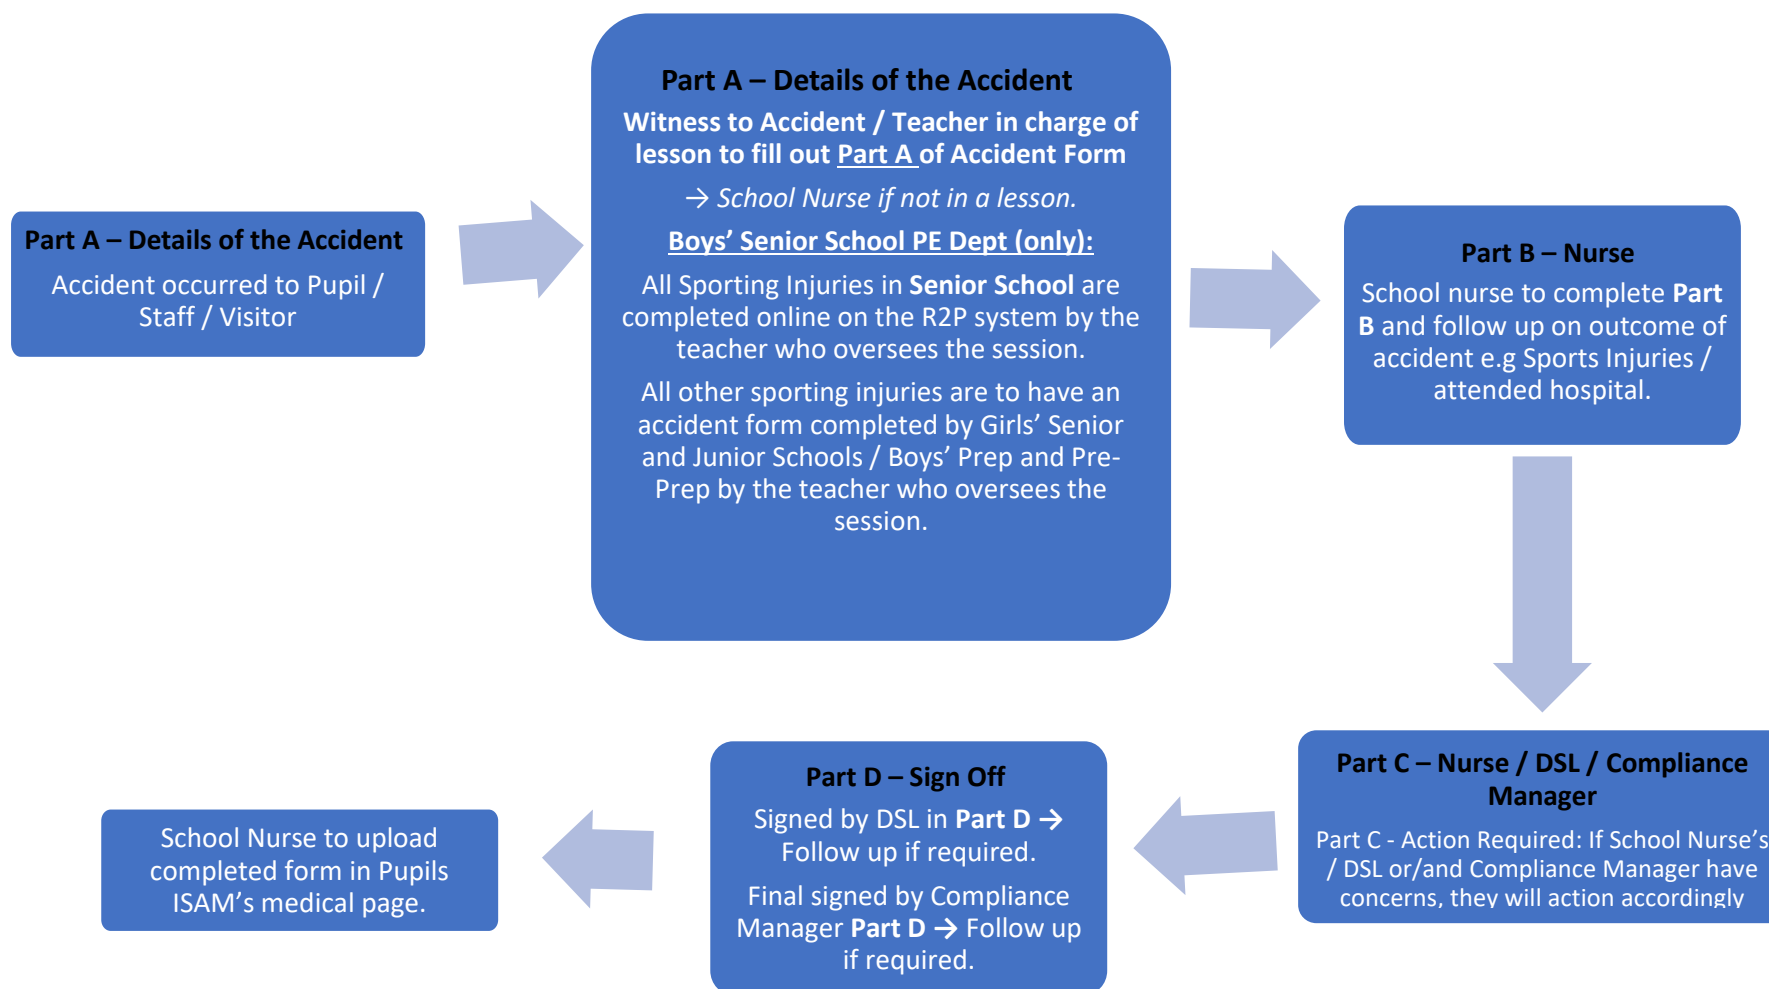 Part A – Details of the Accident
Accident occurred to Pupil /
Staff / Visitor
Part A – Details of the Accident
Witness to Accident / Teacher in charge of
lesson to fill out Part A of Accident Form
→ School Nurse if not in a lesson.
Boys’ Senior School PE Dept (only):
All Sporting Injuries in Senior School are
completed online on the R2P system by the
teacher who oversees the session.
All other sporting injuries are to have an
accident form completed by Girls’ Senior
and Junior Schools / Boys’ Prep and Pre-
Prep by the teacher who oversees the
session.
Part B – Nurse
School nurse to complete Part
B and follow up on outcome of
accident e.g Sports Injuries /
attended hospital.
Part C – Nurse / DSL / Compliance
Manager
Part C - Action Required: If School Nurse’s
/ DSL or/and Compliance Manager have
concerns, they will action accordingly
Part D – Sign Off
Signed by DSL in Part D →
Follow up if required.
Final signed by Compliance
Manager Part D → Follow up
if required.
School Nurse to upload
completed form in Pupils
ISAM’s medical page.